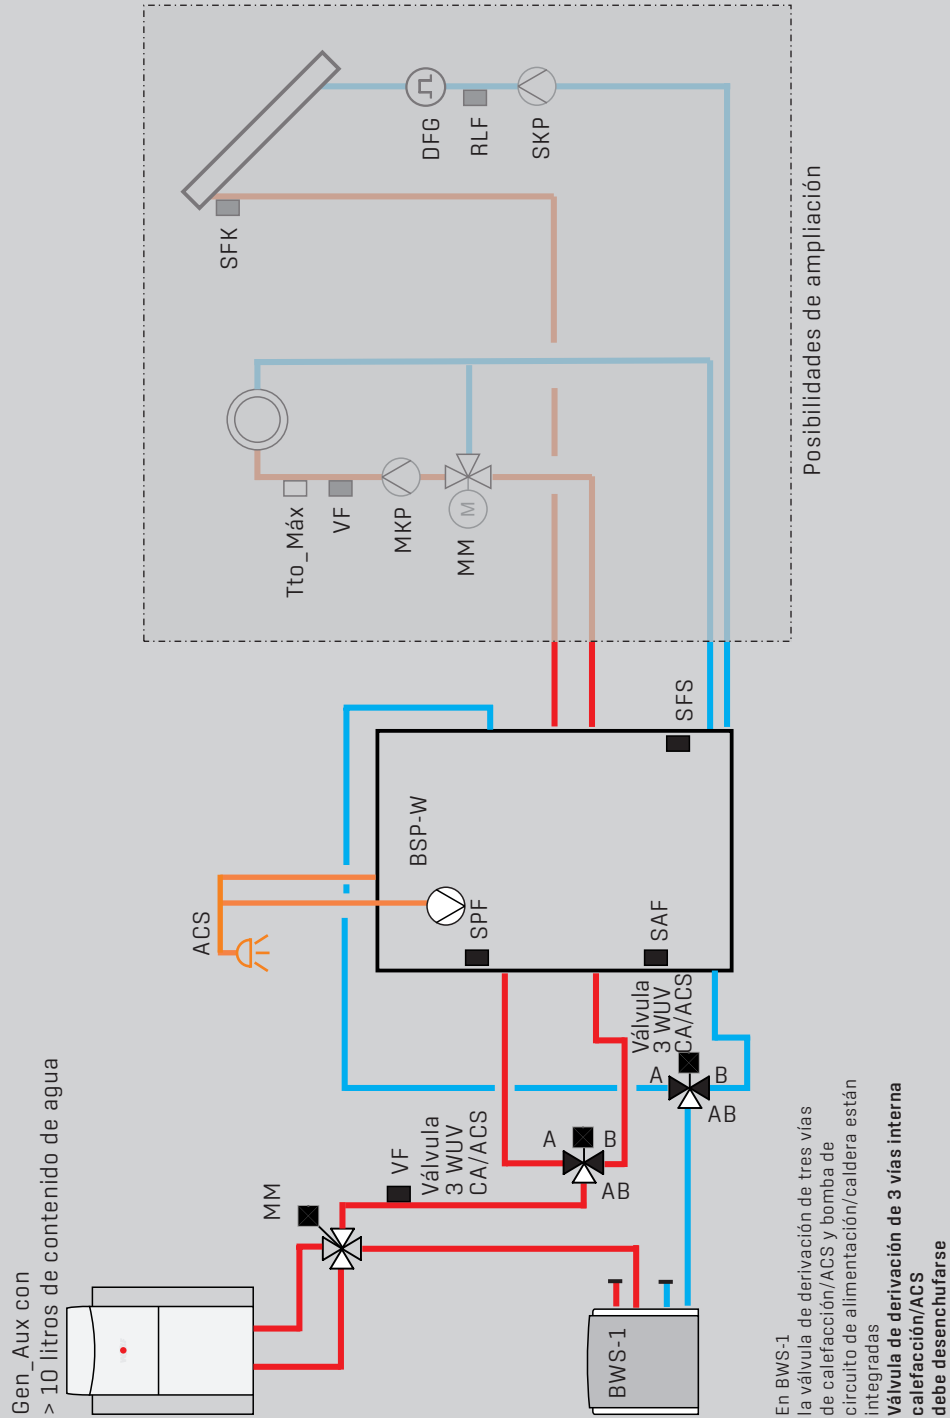 Gen_Aux con
> 10 litros de contenido de agua
MM
VF
Válvula
3 WUV
CA/ACS
A
B
AB
BWS-1
ACS
BSP-W
SPF
SAF
SFS
Válvula
3 WUV
CA/ACS
A
B
AB
Tto_Máx
VF
MKP
MM
M
SFK
DFG
RLF
SKP
Posibilidades de ampliación
En BWS-1
la válvula de derivación de tres vías
de calefacción/ACS y bomba de
circuito de alimentación/caldera están
integradas
Válvula de derivación de 3 vías interna
calefacción/ACS
debe desenchufarse